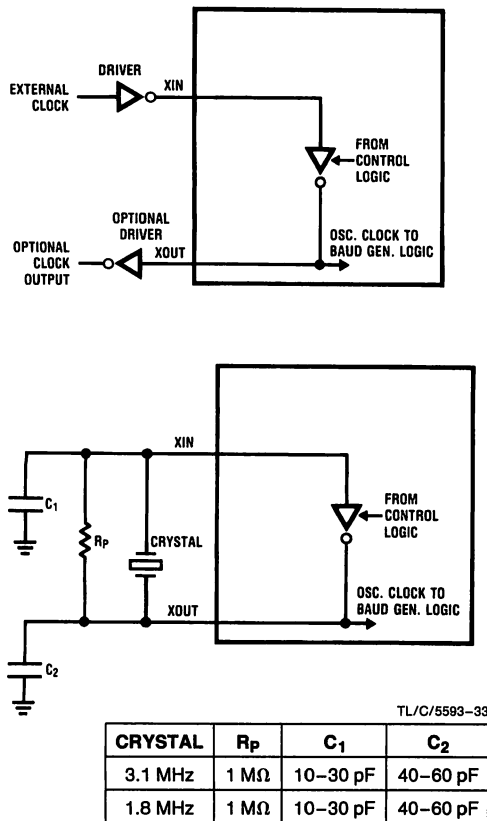 DRIVER
EXTERNAL
CLOCK
XIN
FROM
CONTROL
LOGIC
OPTIONAL
DRIVER
OPTIONAL
CLOCK
OUTPUT
XOUT
OSC. CLOCK TO
BAUD GEN. LOGIC
XIN
C1
RP
CRYSTAL
FROM
CONTROL
LOGIC
OSC. CLOCK TO
BAUD GEN. LOGIC
XOUT
C2
TL/C/5593–33
CRYSTAL RP C1 C2
3.1 MHz 1 MΩ 10–30 pF 40–60 pF
1.8 MHz 1 MΩ 10–30 pF 40–60 pF